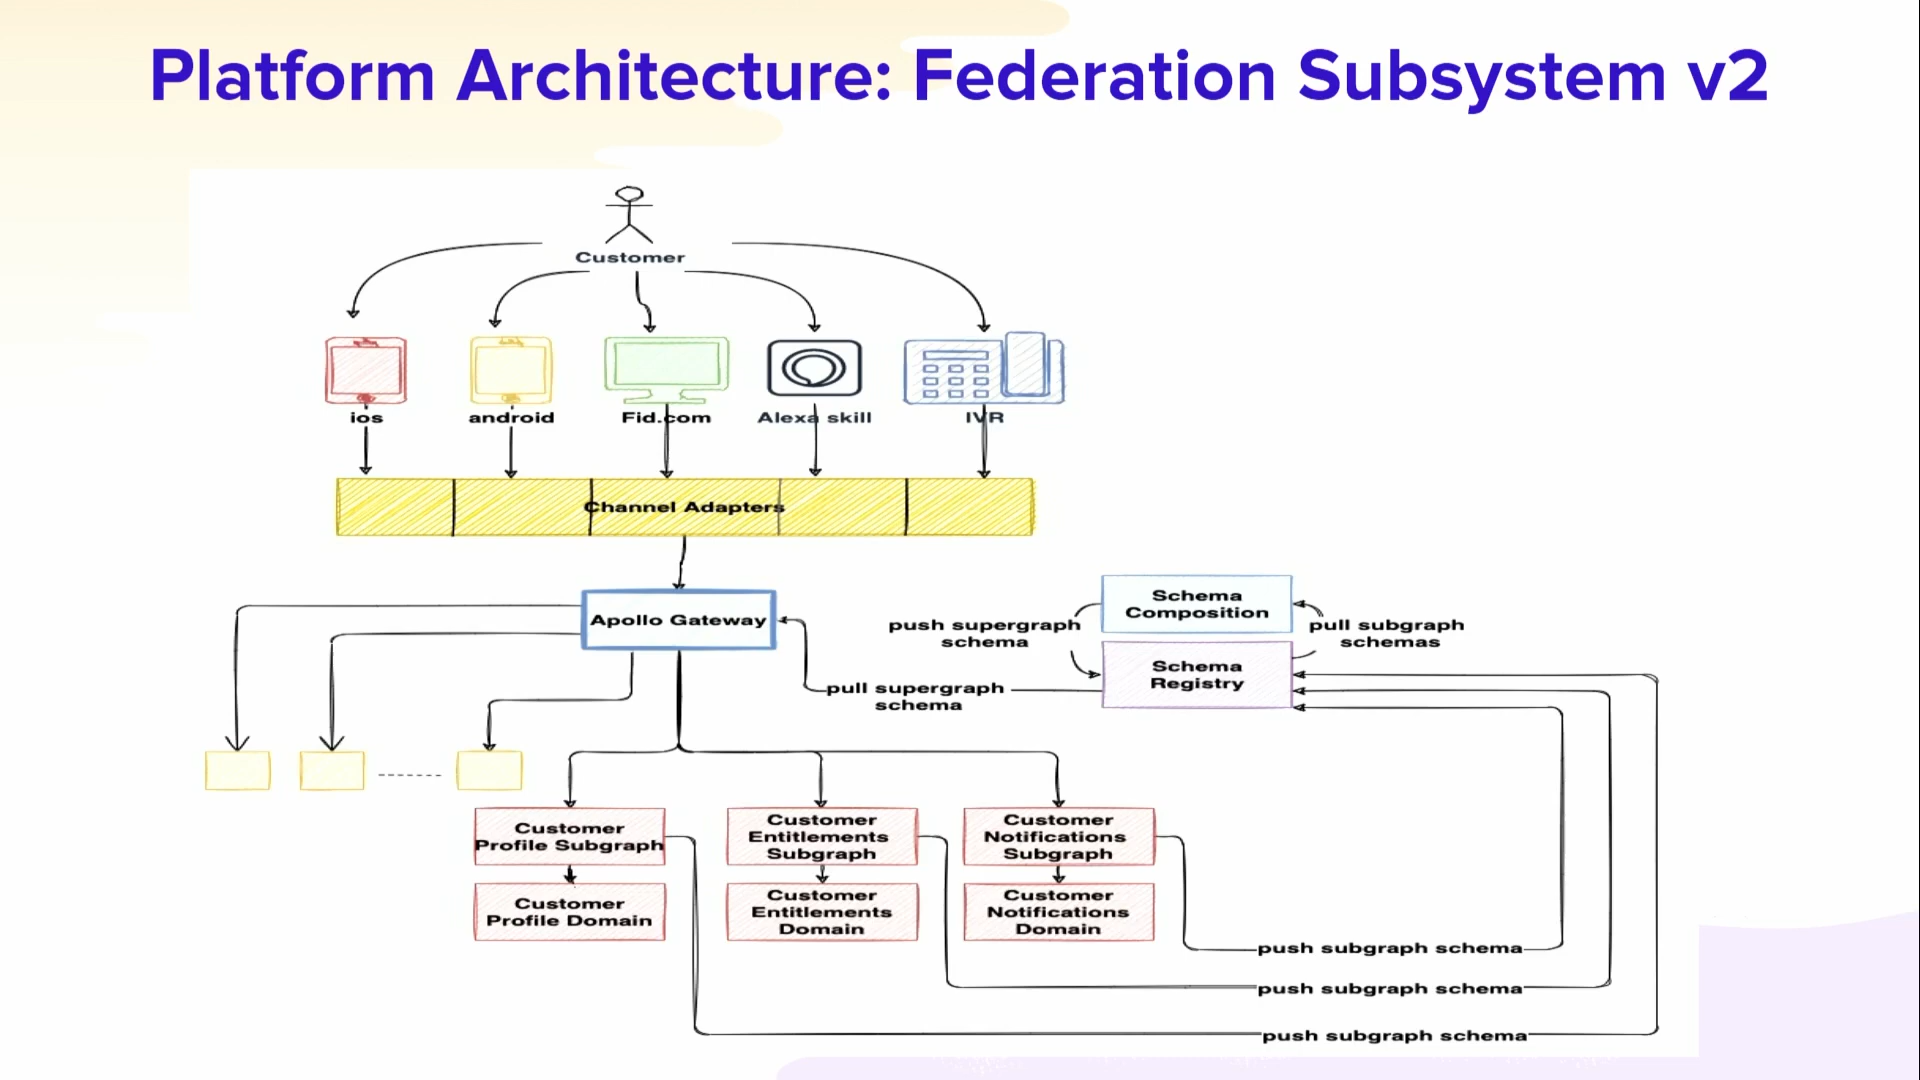 Platform Architecture: Federation Subsystem v2
Customer
ios
android
Fid.com
Alexa skill
IVR
Channel Adapters
Apollo Gateway
push supergraph
schema
Schema
Composition
pull subgraph
schemas
Schema
Registry
pull supergraph
schema
Customer
Profile Subgraph
Customer
Entitlements
Subgraph
Customer
Notifications
Subgraph
Customer
Profile Domain
Customer
Entitlements
Domain
Customer
Notifications
Domain
push subgraph schema
push subgraph schema
push subgraph schema